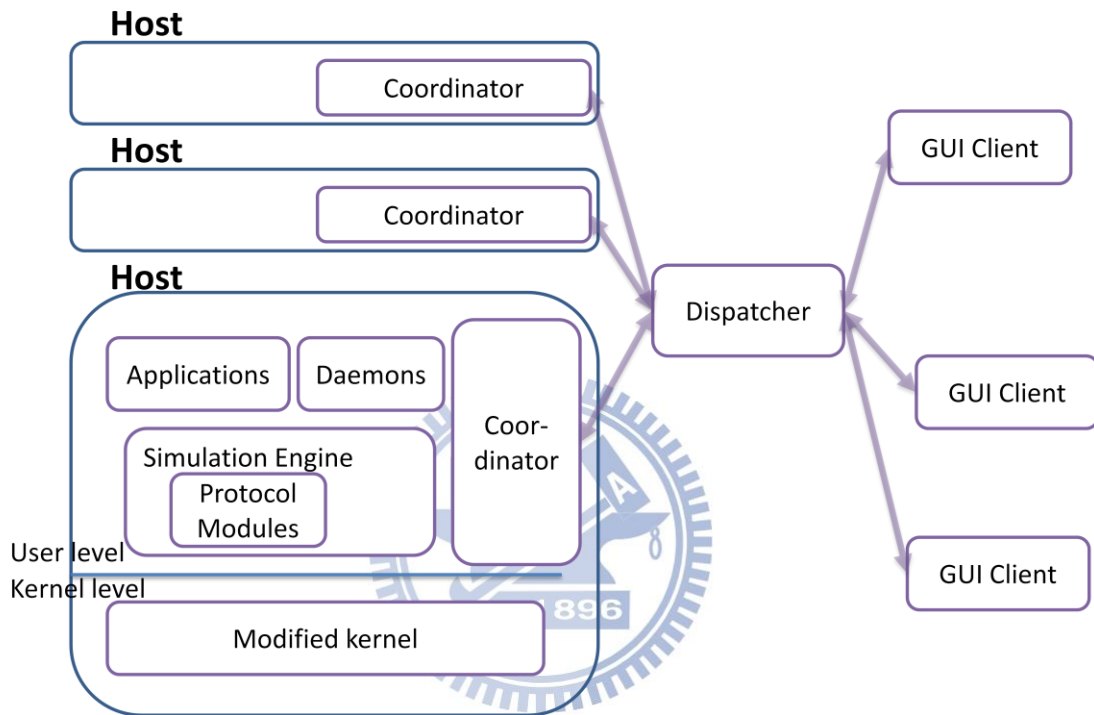 Host
Coordinator
Host
Coordinator
Host
Applications
Daemons
Coor-
dinator
Simulation Engine
Protocol
Modules
User level
Kernel level
Modified kernel
Dispatcher
GUI Client
GUI Client
GUI Client
A
1896